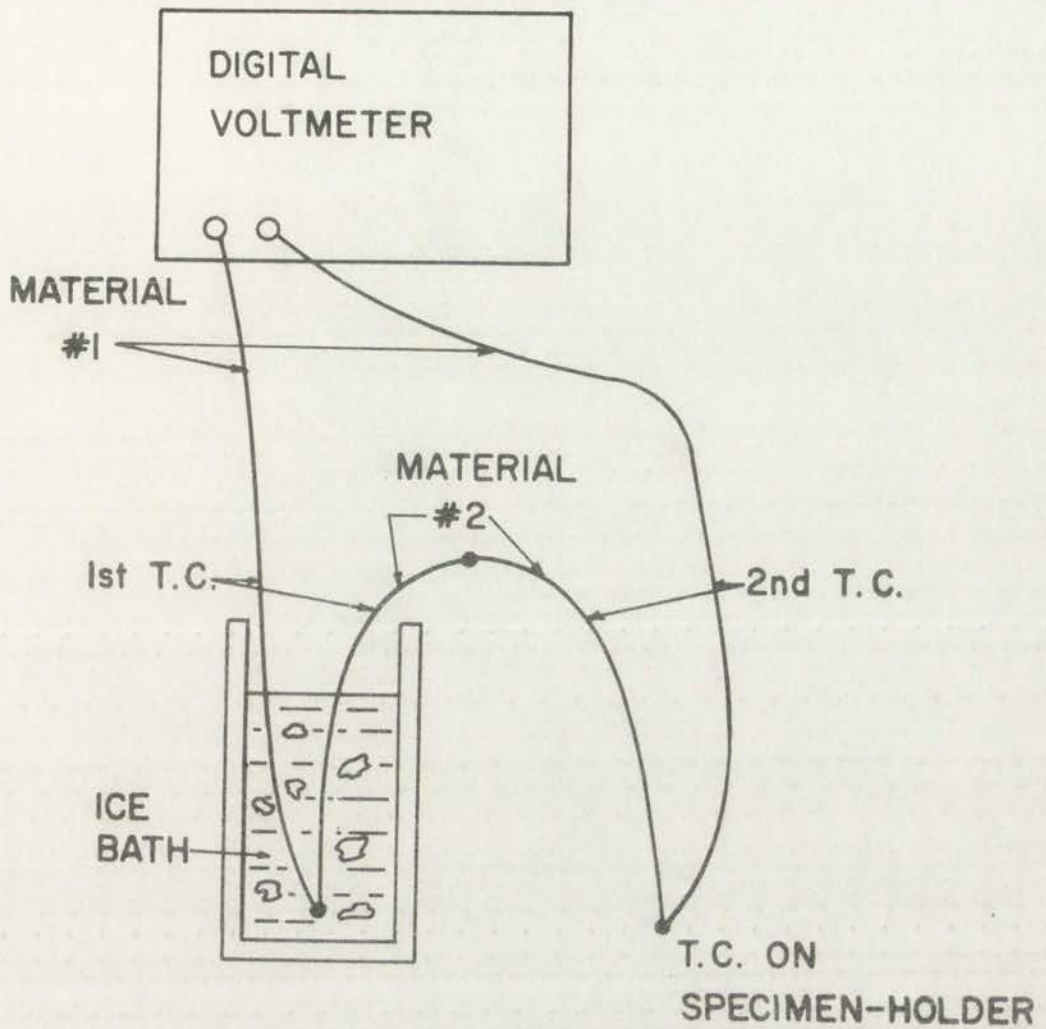 DIGITAL
VOLTMETER
MATERIAL
#1
MATERIAL
#2
1st T.C.
2nd T.C.
ICE
BATH
T.C. ON
SPECIMEN-HOLDER